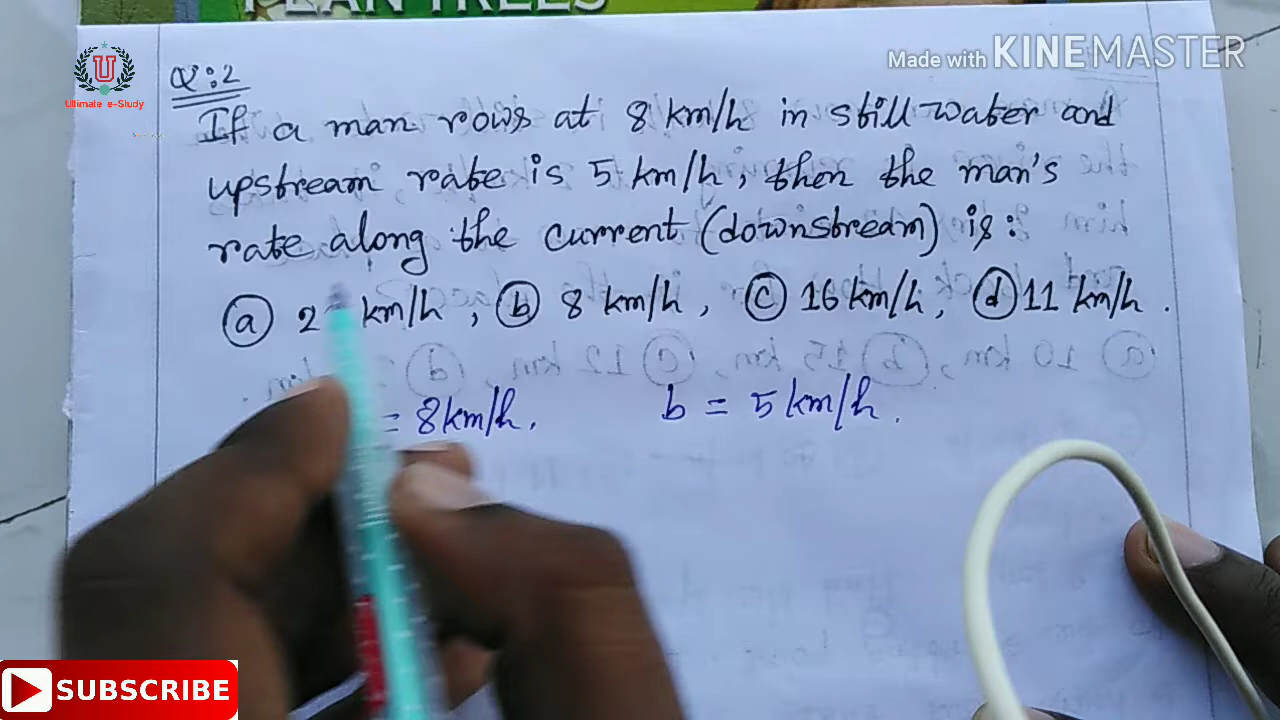 PLAN TREES
Made with KINEMASTER
U
Ultimate e-Study
Q:2
If a man rows at 8 km/h in still water and
upstream rate is 5 km/h, then the man's
rate along the current (downstream) is:
(a) 2 km/h, (b) 8 km/h, (c) 16 km/h, (d) 11 km/h.
= 8 km/h. b = 5 km/h.
SUBSCRIBE